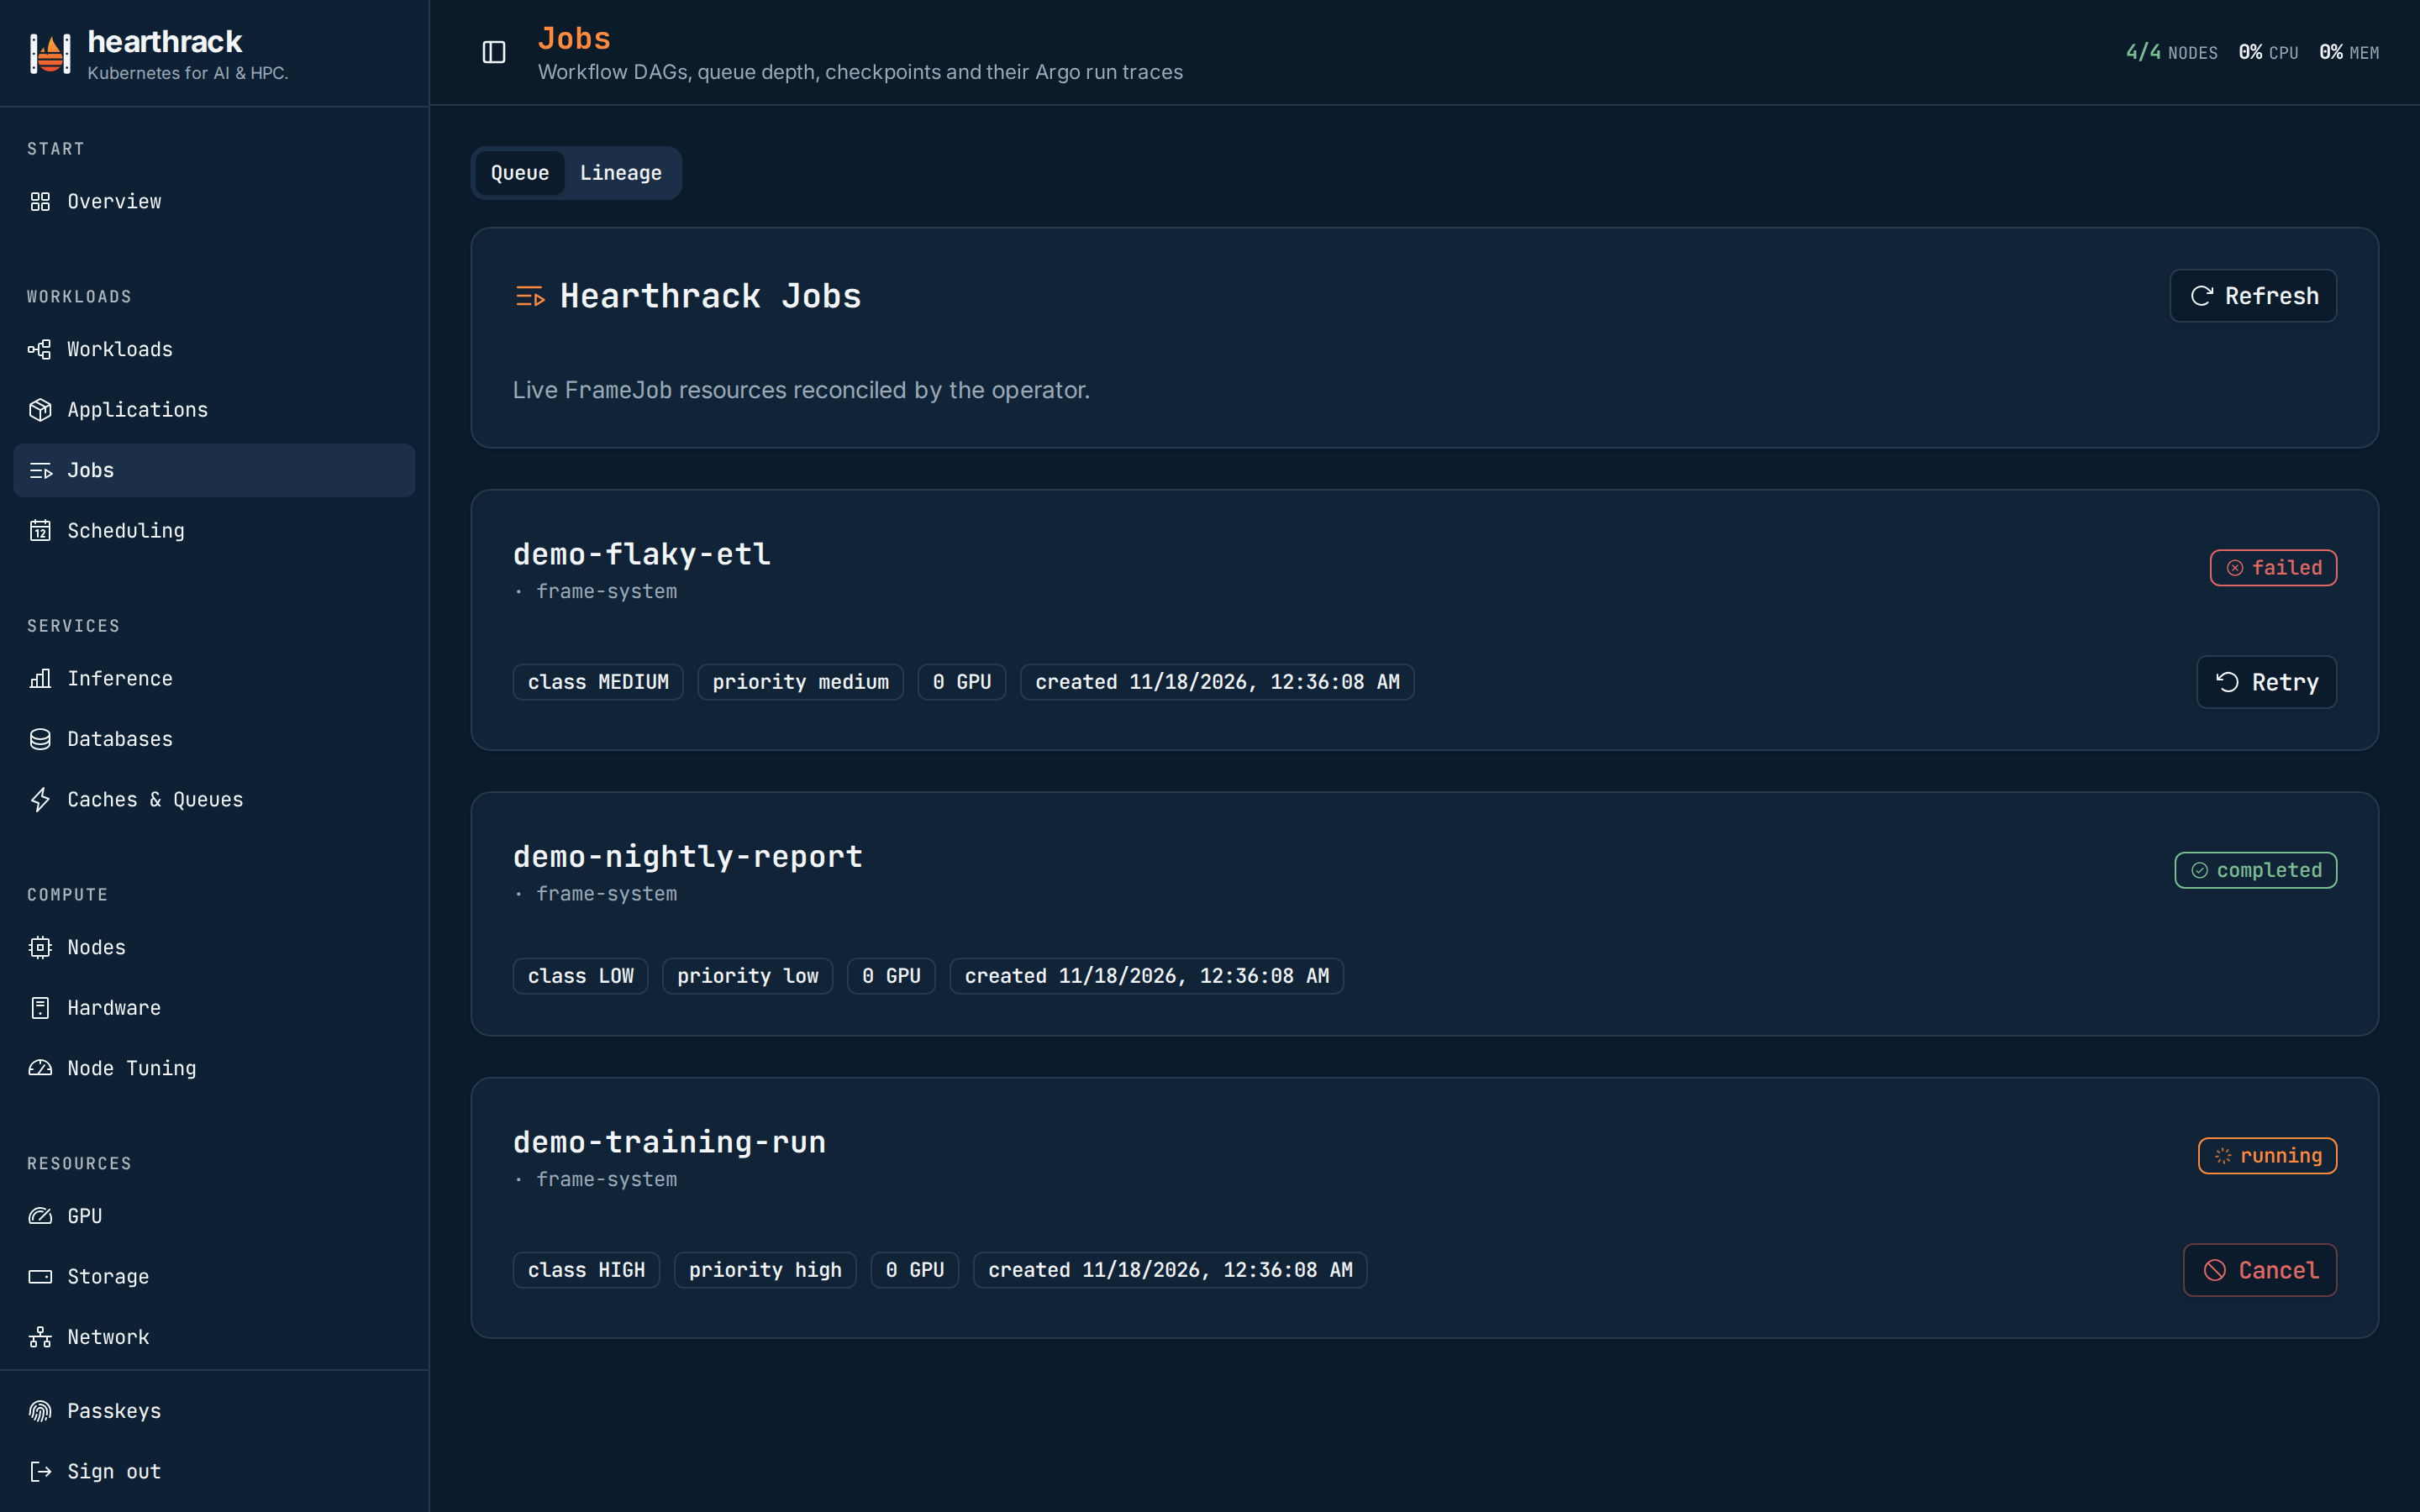 hearthrack
Kubernetes for AI & HPC.
START
Overview
WORKLOADS
Workloads
Applications
Jobs
12
Scheduling
SERVICES
Inference
Databases
Caches & Queues
COMPUTE
Nodes
Hardware
Node Tuning
RESOURCES
GPU
Storage
Network
Passkeys
Sign out
Jobs
Workflow DAGs, queue depth, checkpoints and their Argo run traces
4/4 NODES 0% CPU 0% MEM
Queue Lineage
Hearthrack Jobs
Refresh
Live FrameJob resources reconciled by the operator.
demo-flaky-etl
· frame-system
failed
class MEDIUM priority medium 0 GPU created 11/18/2026, 12:36:08 AM
Retry
demo-nightly-report
· frame-system
completed
class LOW priority low 0 GPU created 11/18/2026, 12:36:08 AM
demo-training-run
· frame-system
running
class HIGH priority high 0 GPU created 11/18/2026, 12:36:08 AM
Cancel